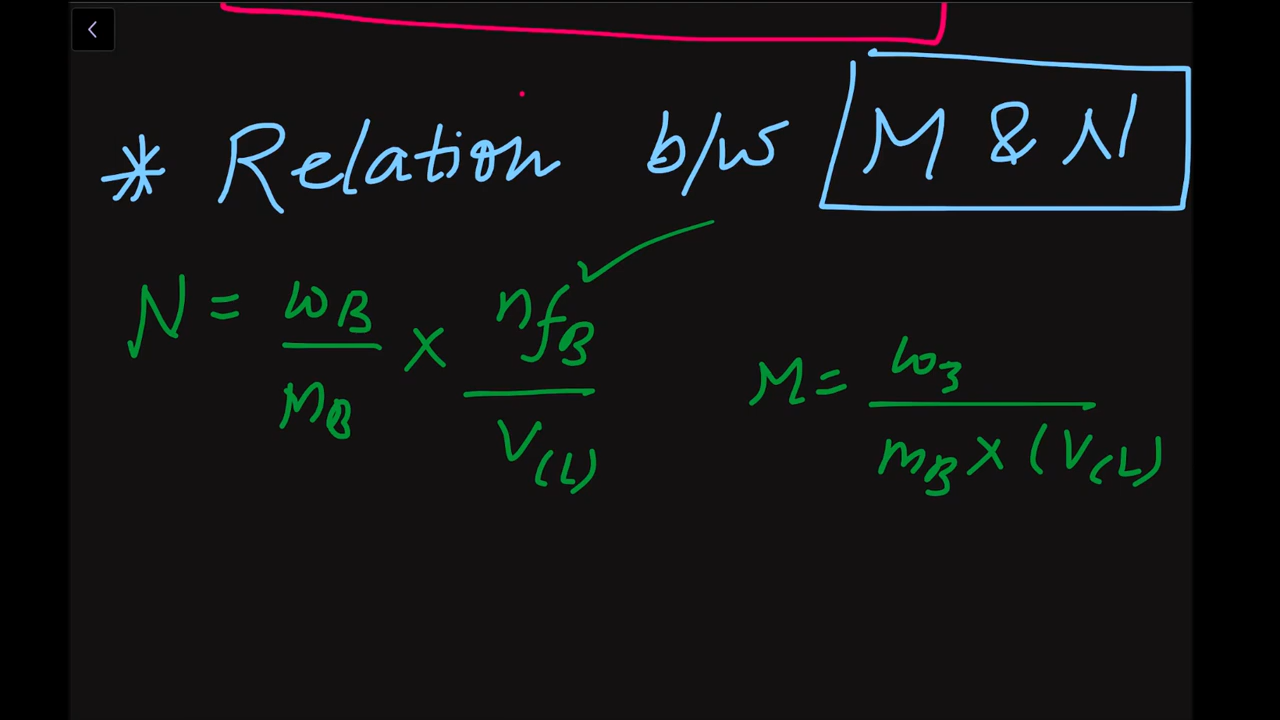 * Relation b/w M & N
N = wB / mB × nfB / V(L)
M = wB / mB × (V(L)